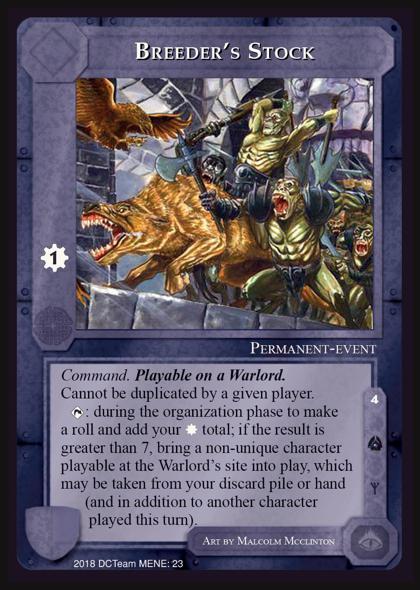 BREEDER'S STOCK
1
PERMANENT-EVENT
Command. Playable on a Warlord.
Cannot be duplicated by a given player.
: during the organization phase to make
a roll and add your total; if the result is
greater than 7, bring a non-unique character
playable at the Warlord's site into play, which
may be taken from your discard pile or hand
(and in addition to another character
played this turn).
4
ART BY MALCOLM MCCLINTON
2018 DCTeam MENE: 23